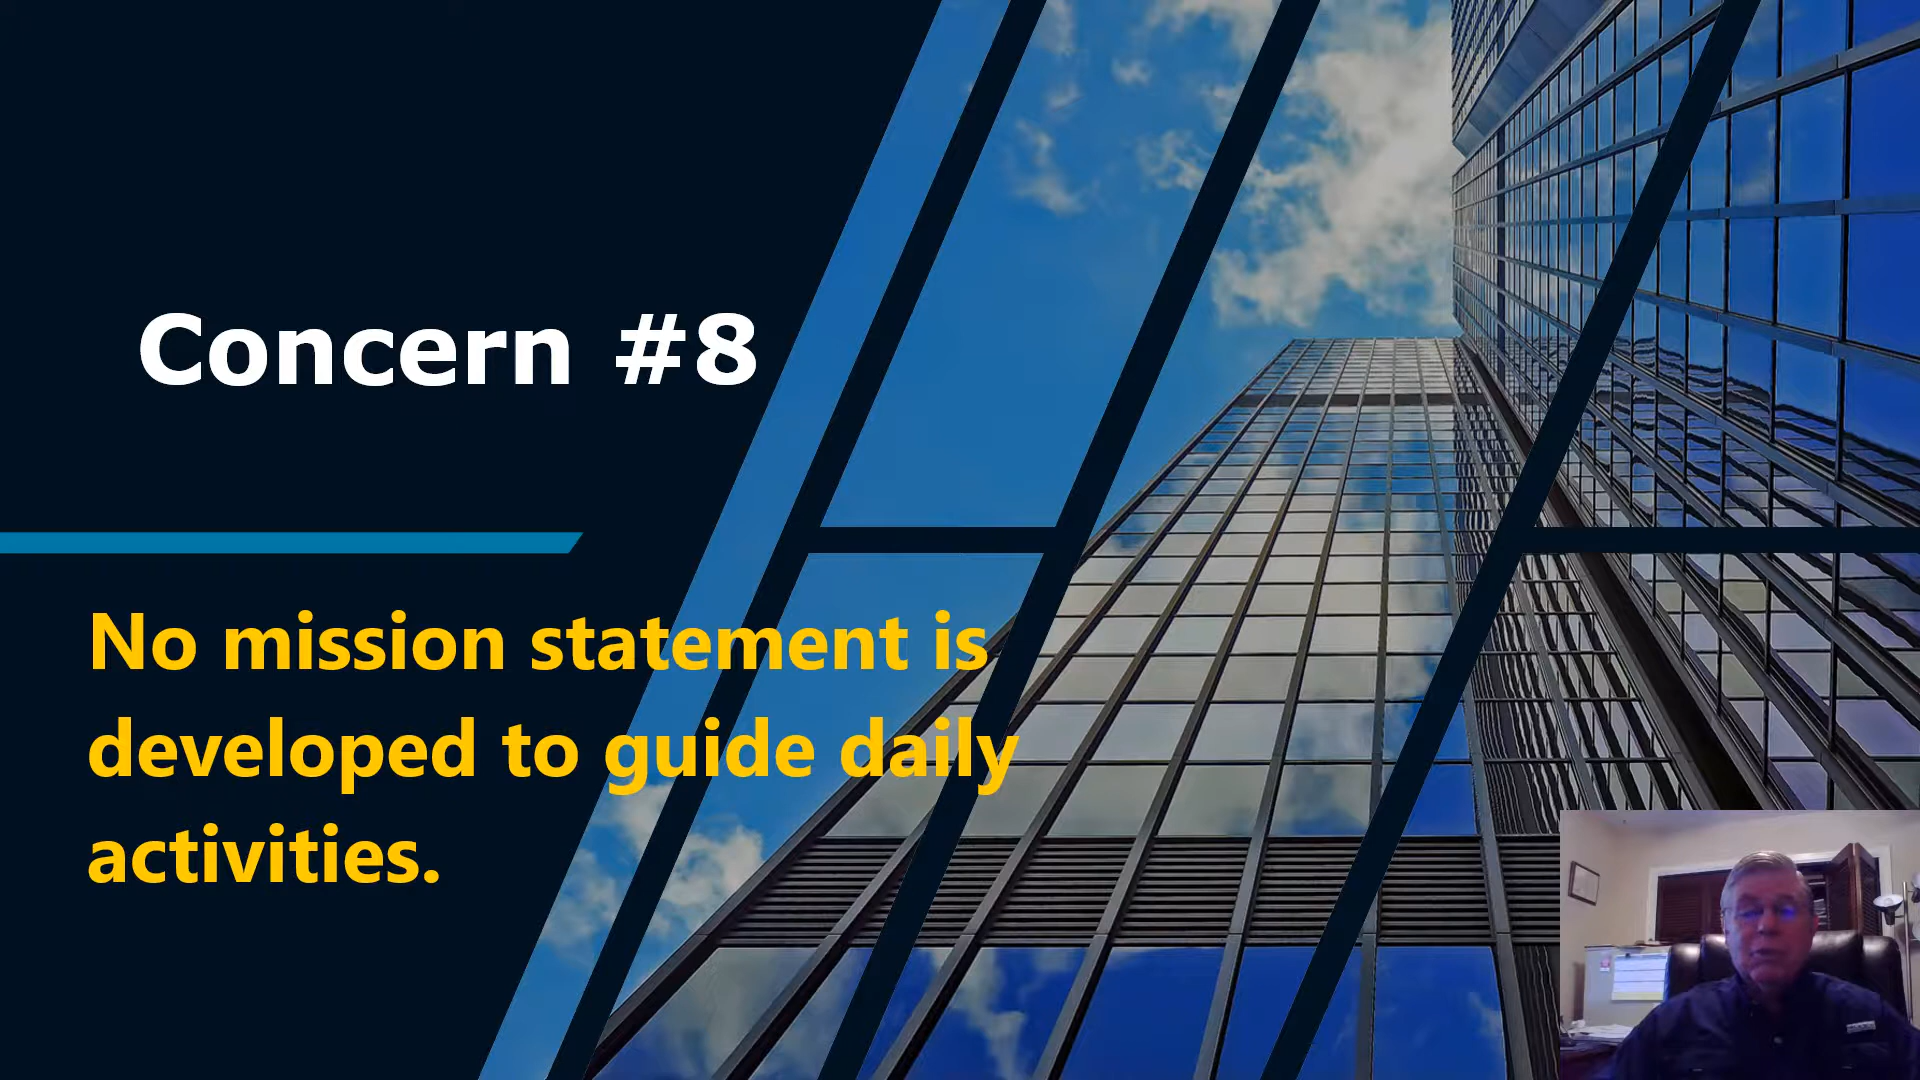 Concern #8
No mission statement is
developed to guide daily
activities.